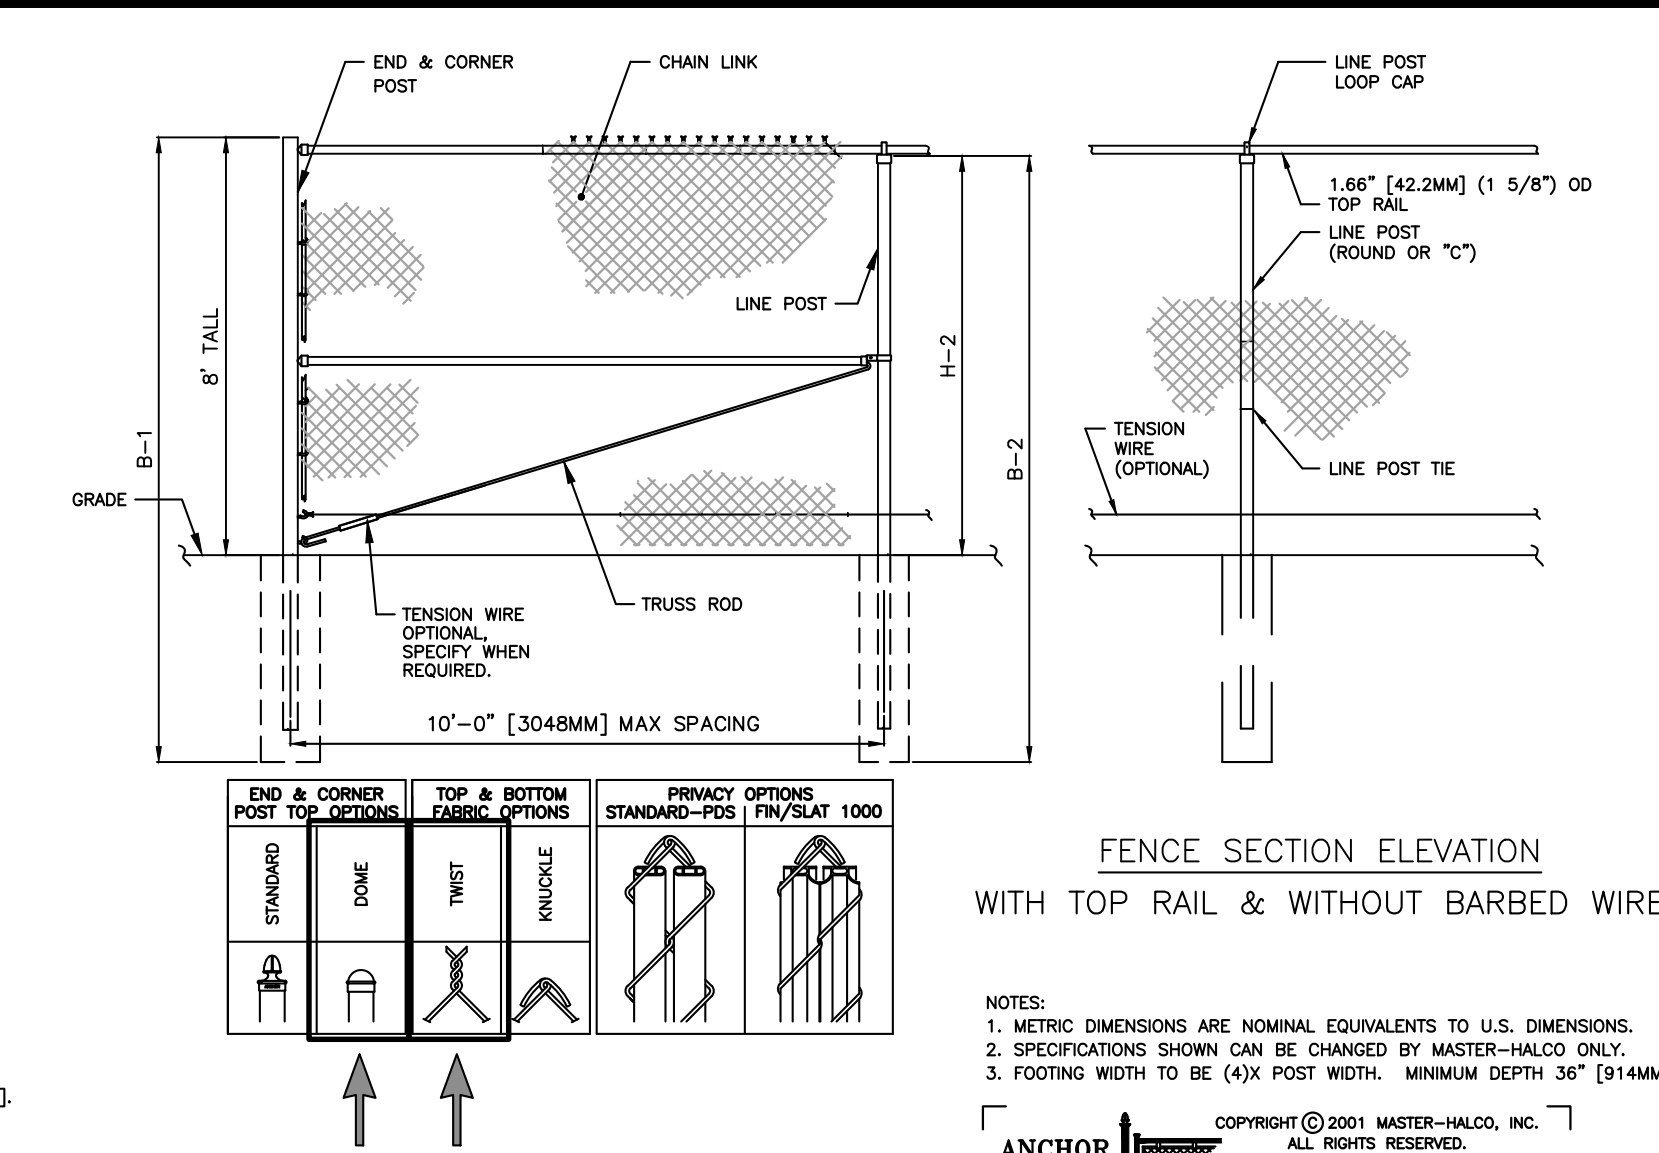 END & CORNER
POST
CHAIN LINK
LINE POST
LOOP CAP
1.66" [42.2MM] (1 5/8") OD
TOP RAIL
LINE POST
(ROUND OR "C")
LINE POST
8' TALL
H-2
B-1
B-2
TENSION
WIRE
(OPTIONAL)
LINE POST TIE
GRADE
TRUSS ROD
TENSION WIRE
OPTIONAL,
SPECIFY WHEN
REQUIRED.
10'-0" [3048MM] MAX SPACING
END & CORNER
POST TOP OPTIONS
STANDARD
DOME
TOP & BOTTOM
FABRIC OPTIONS
TWIST
KNUCKLE
PRIVACY OPTIONS
STANDARD-PDS
FIN/SLAT 1000
FENCE SECTION ELEVATION
WITH TOP RAIL & WITHOUT BARBED WIRE
NOTES:
1. METRIC DIMENSIONS ARE NOMINAL EQUIVALENTS TO U.S. DIMENSIONS.
2. SPECIFICATIONS SHOWN CAN BE CHANGED BY MASTER-HALCO ONLY.
3. FOOTING WIDTH TO BE (4)X POST WIDTH. MINIMUM DEPTH 36" [914MM
].
ANCHOR
COPYRIGHT © 2001 MASTER-HALCO, INC.
ALL RIGHTS RESERVED.